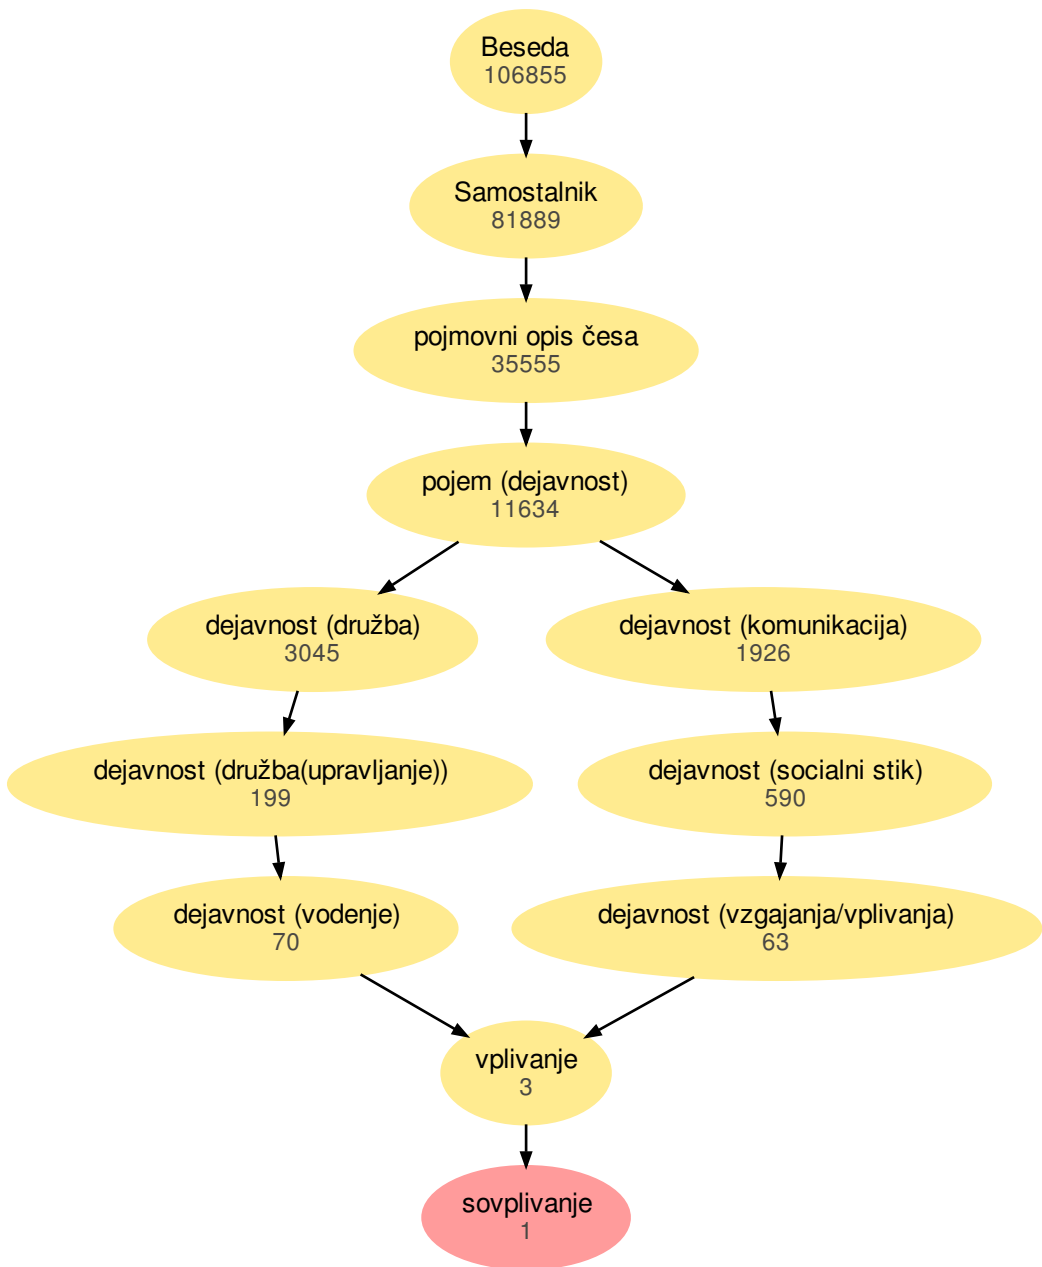 Beseda
106855
Samostalnik
81889
pojmovni opis česa
35555
pojem (dejavnost)
11634
dejavnost (družba)
3045
dejavnost (komunikacija)
1926
dejavnost (družba(upravljanje))
199
dejavnost (socialni stik)
590
dejavnost (vodenje)
70
dejavnost (vzgajanja/vplivanja)
63
vplivanje
3
sovplivanje
1